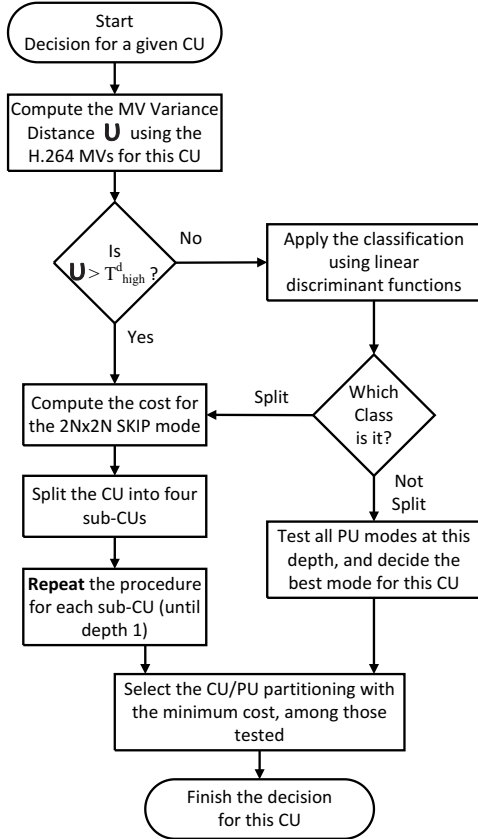 Start
Decision for a given CU
Compute the MV Variance
Distance U using the
H.264 MVs for this CU
Is
U > T^d_high ?
No
Yes
Apply the classification
using linear
discriminant functions
Which
Class
is it?
Split
Not
Split
Compute the cost for
the 2Nx2N SKIP mode
Split the CU into four
sub-CUs
Repeat the procedure
for each sub-CU (until
depth 1)
Test all PU modes at this
depth, and decide the
best mode for this CU
Select the CU/PU partitioning with
the minimum cost, among those
tested
Finish the decision
for this CU